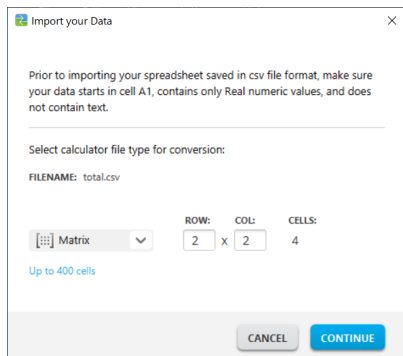 Import your Data
Prior to importing your spreadsheet saved in csv file format, make sure
your data starts in cell A1, contains only Real numeric values, and does
not contain text.
Select calculator file type for conversion:
FILENAME: total.csv
ROW: COL: CELLS:
Matrix 2 x 2 4
Up to 400 cells
CANCEL CONTINUE